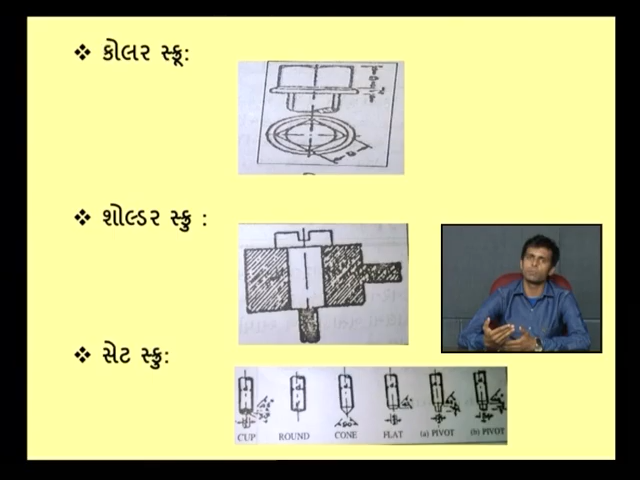 ❖ કોલર સ્ક્રૂ:
❖ શોલ્ડર સ્ક્રુ :
❖ સેટ સ્ક્રુ:
CUP ROUND CONE FLAT (a) PIVOT (b) PIVOT